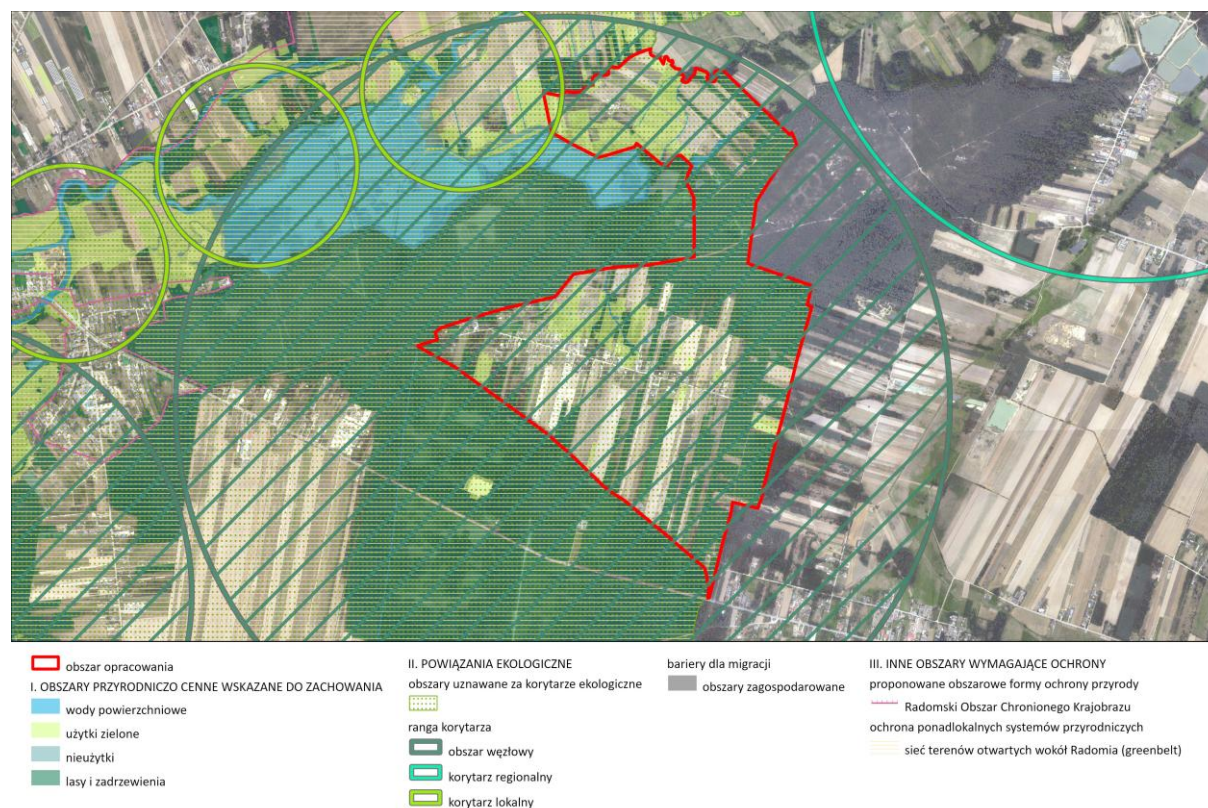 obszar opracowania
I. OBSZARY PRZYRODNICZO CENNE WSKAZANE DO ZACHOWANIA
wody powierzchniowe
użytki zielone
nieużytki
lasy i zadrzewienia
II. POWIĄZANIA EKOLOGICZNE
obszary uznawane za korytarze ekologiczne
ranga korytarza
obszar węzłowy
korytarz regionalny
korytarz lokalny
bariery dla migracji
obszary zagospodarowane
III. INNE OBSZARY WYMAGAJĄCE OCHRONY
proponowane obszarowe formy ochrony przyrody
Radomski Obszar Chronionego Krajobrazu
ochrona ponadlokalnych systemów przyrodniczych
sieć terenów otwartych wokół Radomia (greenbelt)